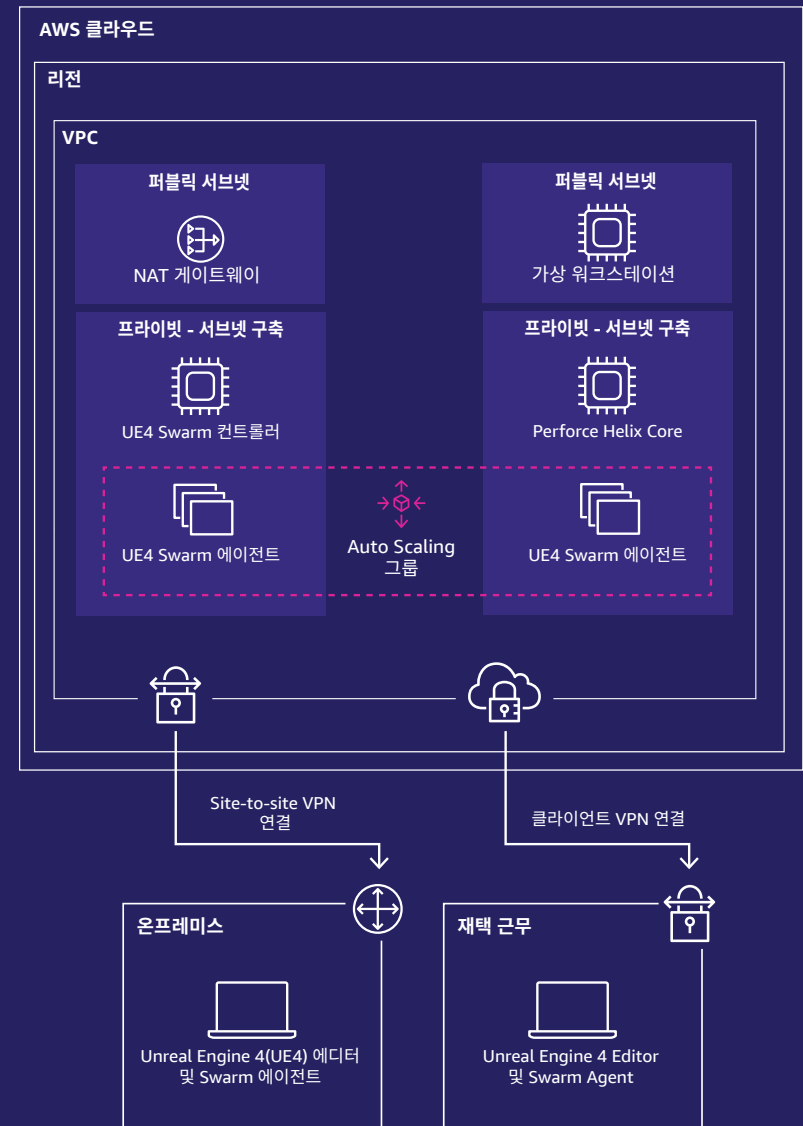 AWS 클라우드
리전
VPC
퍼블릭 서브넷
NAT 게이트웨이
퍼블릭 서브넷
가상 워크스테이션
프라이빗 - 서브넷 구축
UE4 Swarm 컨트롤러
프라이빗 - 서브넷 구축
Perforce Helix Core
UE4 Swarm 에이전트
Auto Scaling
그룹
UE4 Swarm 에이전트
Site-to-site VPN
연결
클라이언트 VPN 연결
온프레미스
Unreal Engine 4(UE4) 에디터
및 Swarm 에이전트
재택 근무
Unreal Engine 4 Editor
및 Swarm Agent